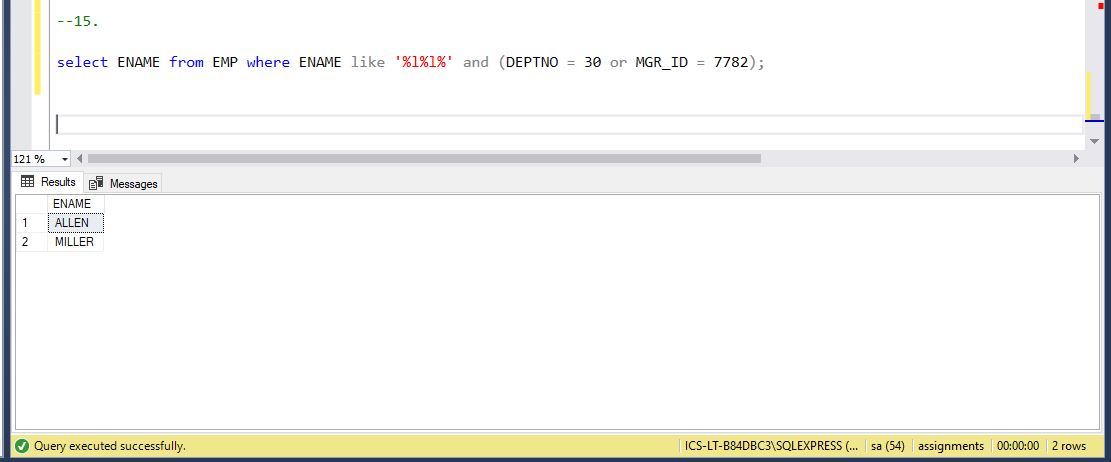 --15.
select ENAME from EMP where ENAME like '%l%l%' and (DEPTNO = 30 or MGR_ID = 7782);
121 %
Results Messages
ENAME
1 ALLEN
2 MILLER
Query executed successfully. ICS-LT-B84DBC3\SQLEXPRESS (... sa (54) assignments 00:00:00 2 rows